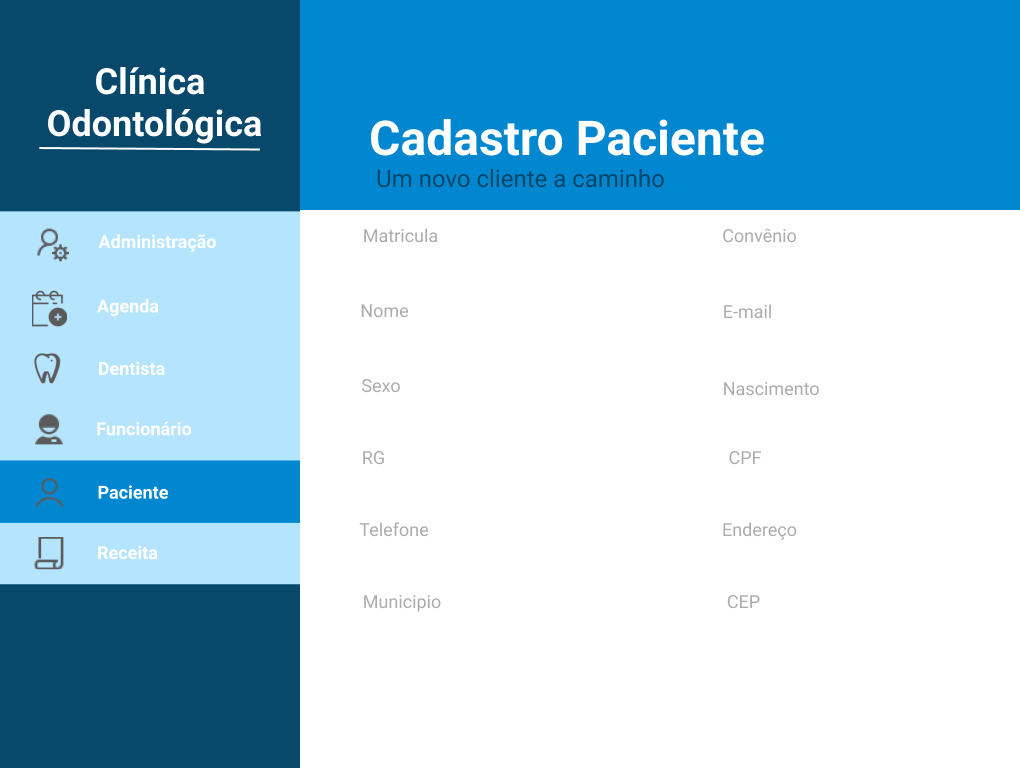 Clínica
Odontológica
Administração
Agenda
Dentista
Funcionário
Paciente
Receita
Cadastro Paciente
Um novo cliente a caminho
Matricula
Convênio
Nome
E-mail
Sexo
Nascimento
RG
CPF
Telefone
Endereço
Municipio
CEP